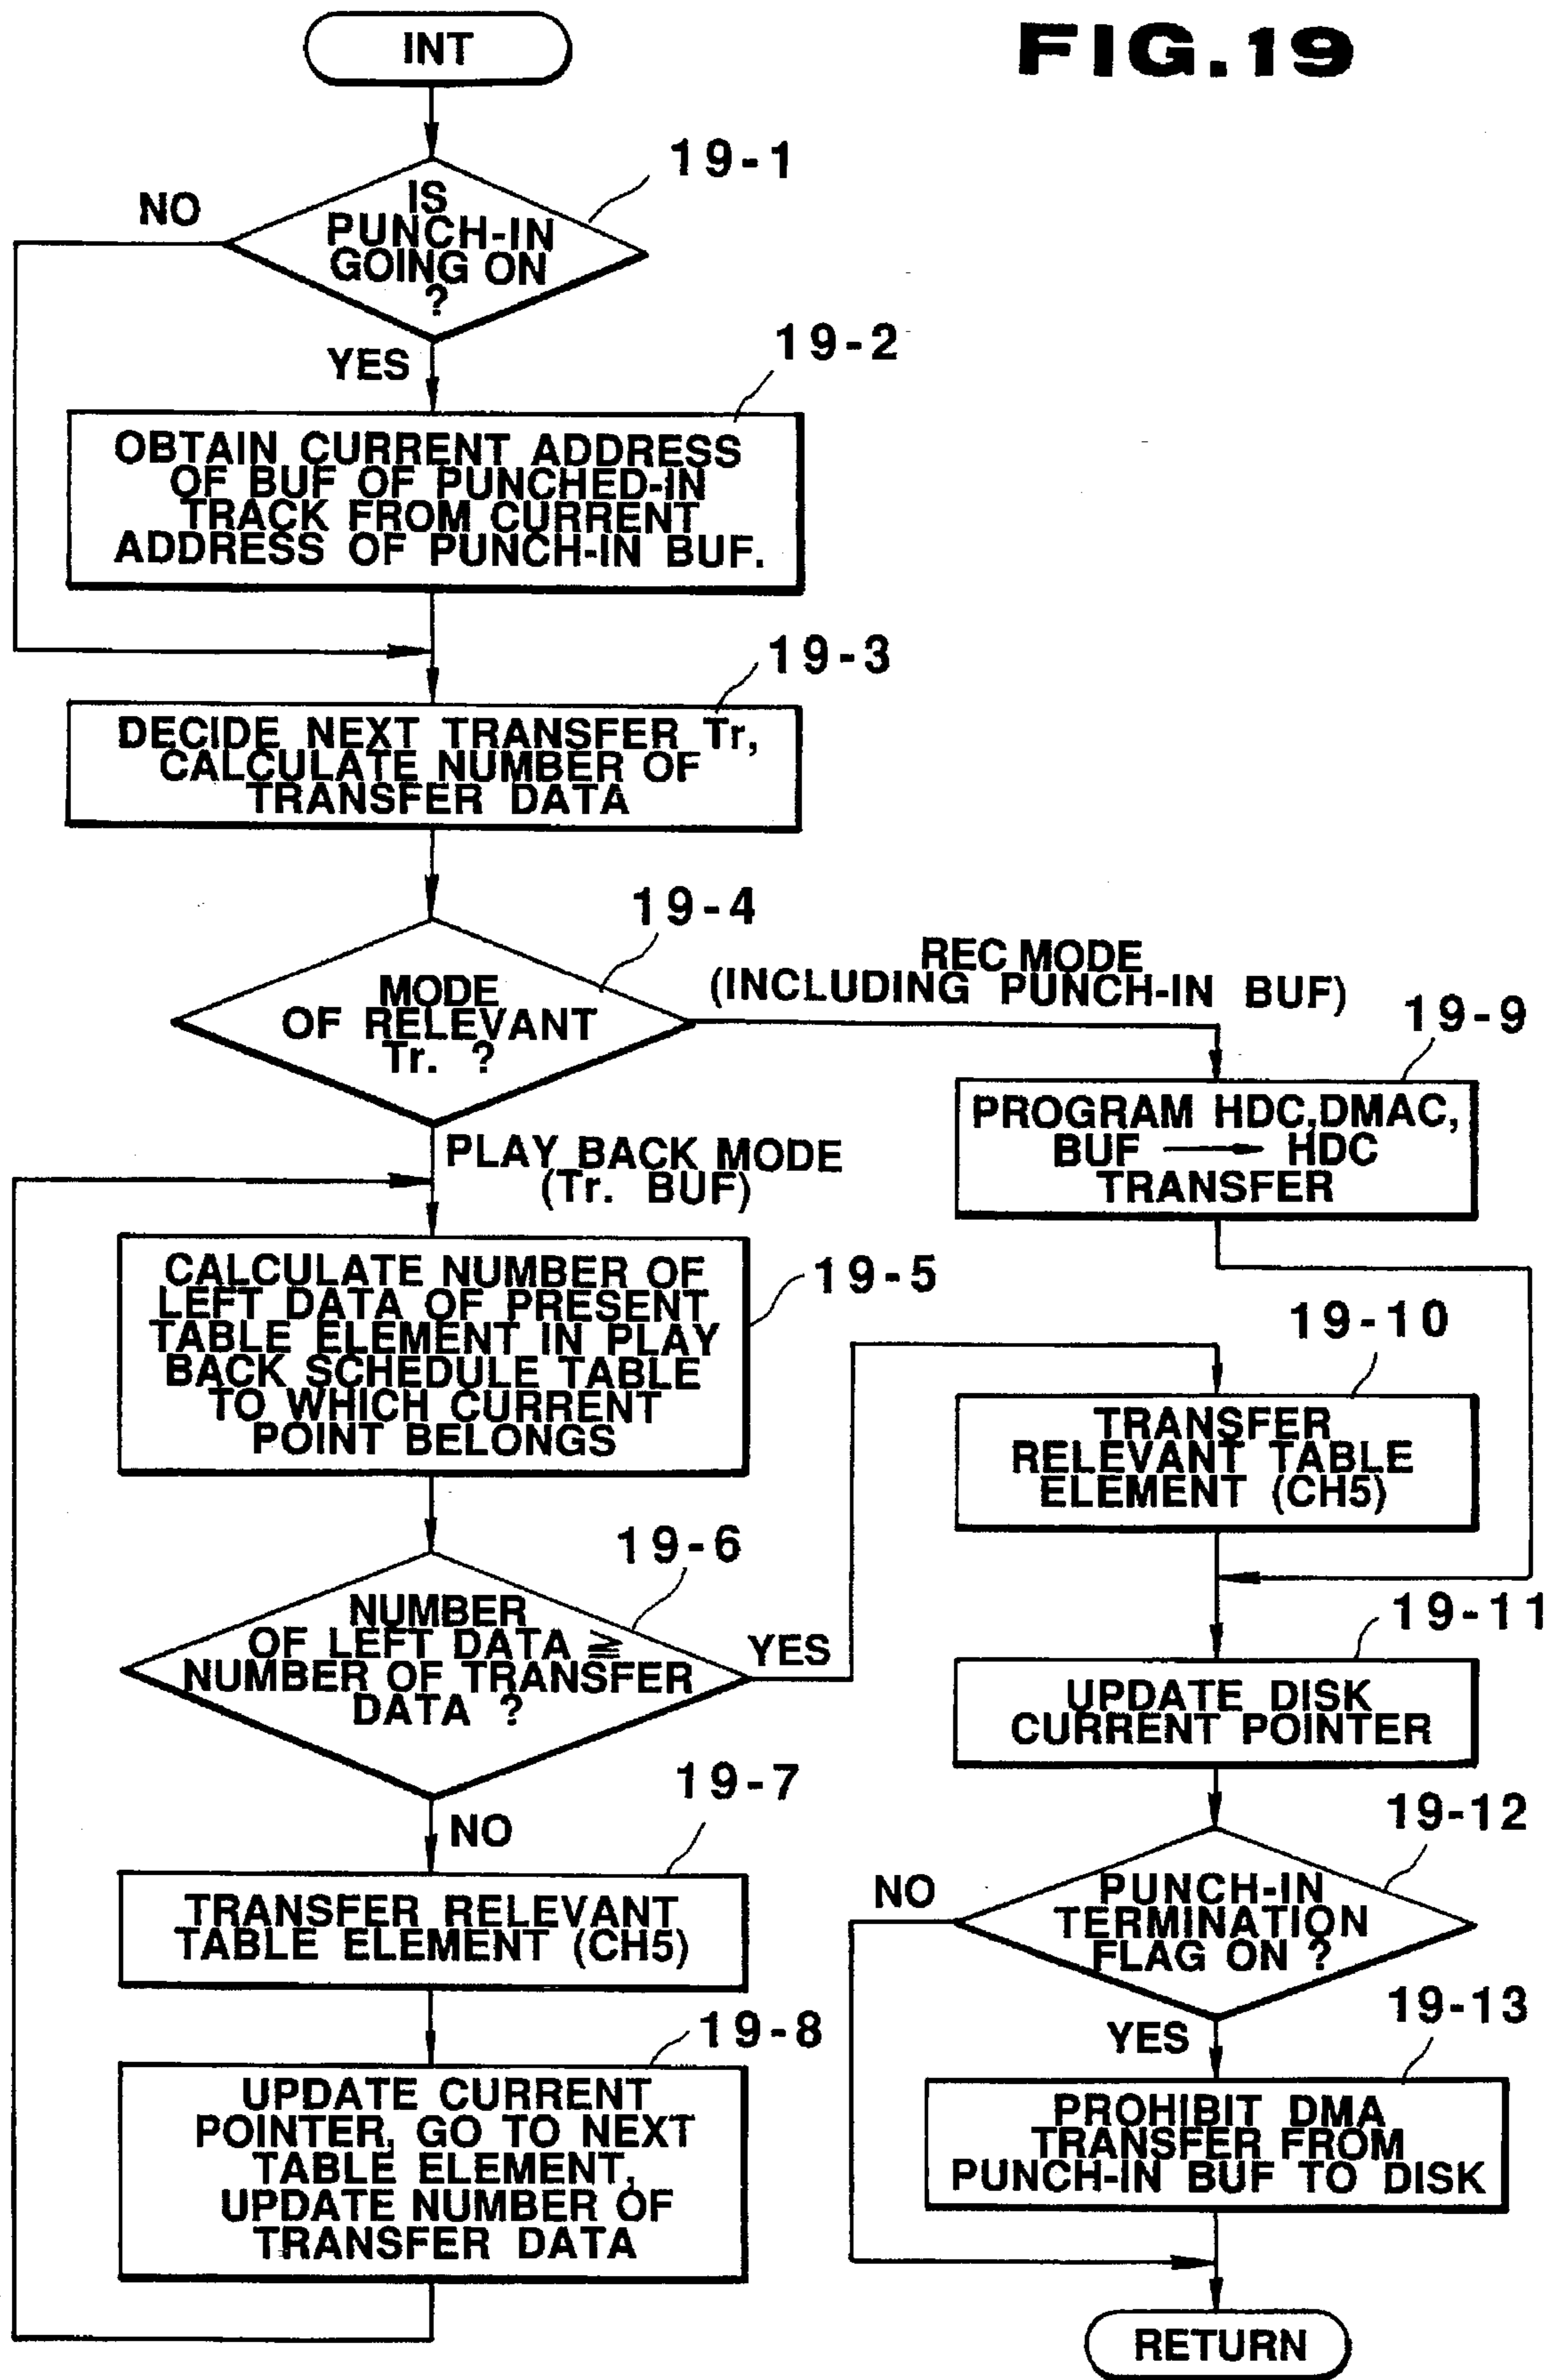 FIG.19
INT
19-1
NO
IS
PUNCH-IN
GOING ON
?
YES
19-2
OBTAIN CURRENT ADDRESS
OF BUF OF PUNCHED-IN
TRACK FROM CURRENT
ADDRESS OF PUNCH-IN BUF.
19-3
DECIDE NEXT TRANSFER Tr,
CALCULATE NUMBER OF
TRANSFER DATA
19-4
MODE
OF RELEVANT
Tr. ?
REC MODE
(INCLUDING PUNCH-IN BUF)
PLAY BACK MODE
(Tr. BUF)
19-5
CALCULATE NUMBER OF
LEFT DATA OF PRESENT
TABLE ELEMENT IN PLAY
BACK SCHEDULE TABLE
TO WHICH CURRENT
POINT BELONGS
19-6
NUMBER
OF LEFT DATA ≧
NUMBER OF TRANSFER
DATA ?
YES
NO
19-7
TRANSFER RELEVANT
TABLE ELEMENT (CH5)
19-8
UPDATE CURRENT
POINTER, GO TO NEXT
TABLE ELEMENT,
UPDATE NUMBER OF
TRANSFER DATA
19-9
PROGRAM HDC,DMAC,
BUF → HDC
TRANSFER
19-10
TRANSFER
RELEVANT TABLE
ELEMENT (CH5)
19-11
UPDATE DISK
CURRENT POINTER
19-12
PUNCH-IN
TERMINATION
FLAG ON ?
NO
YES
19-13
PROHIBIT DMA
TRANSFER FROM
PUNCH-IN BUF TO DISK
RETURN